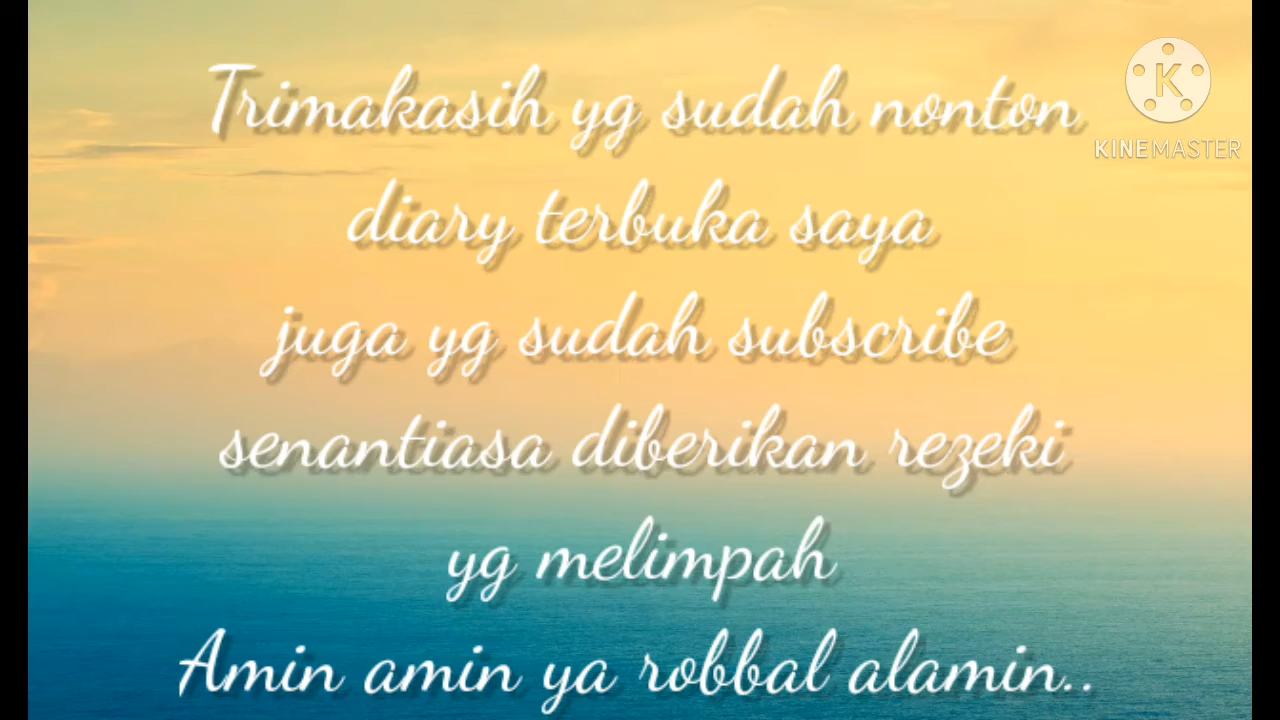 Trimakasih yg sudah nonton
diary terbuka saya
juga yg sudah subscribe
senantiasa diberikan rezeki
yg melimpah
Amin amin ya robbal alamin..
K
KINEMASTER